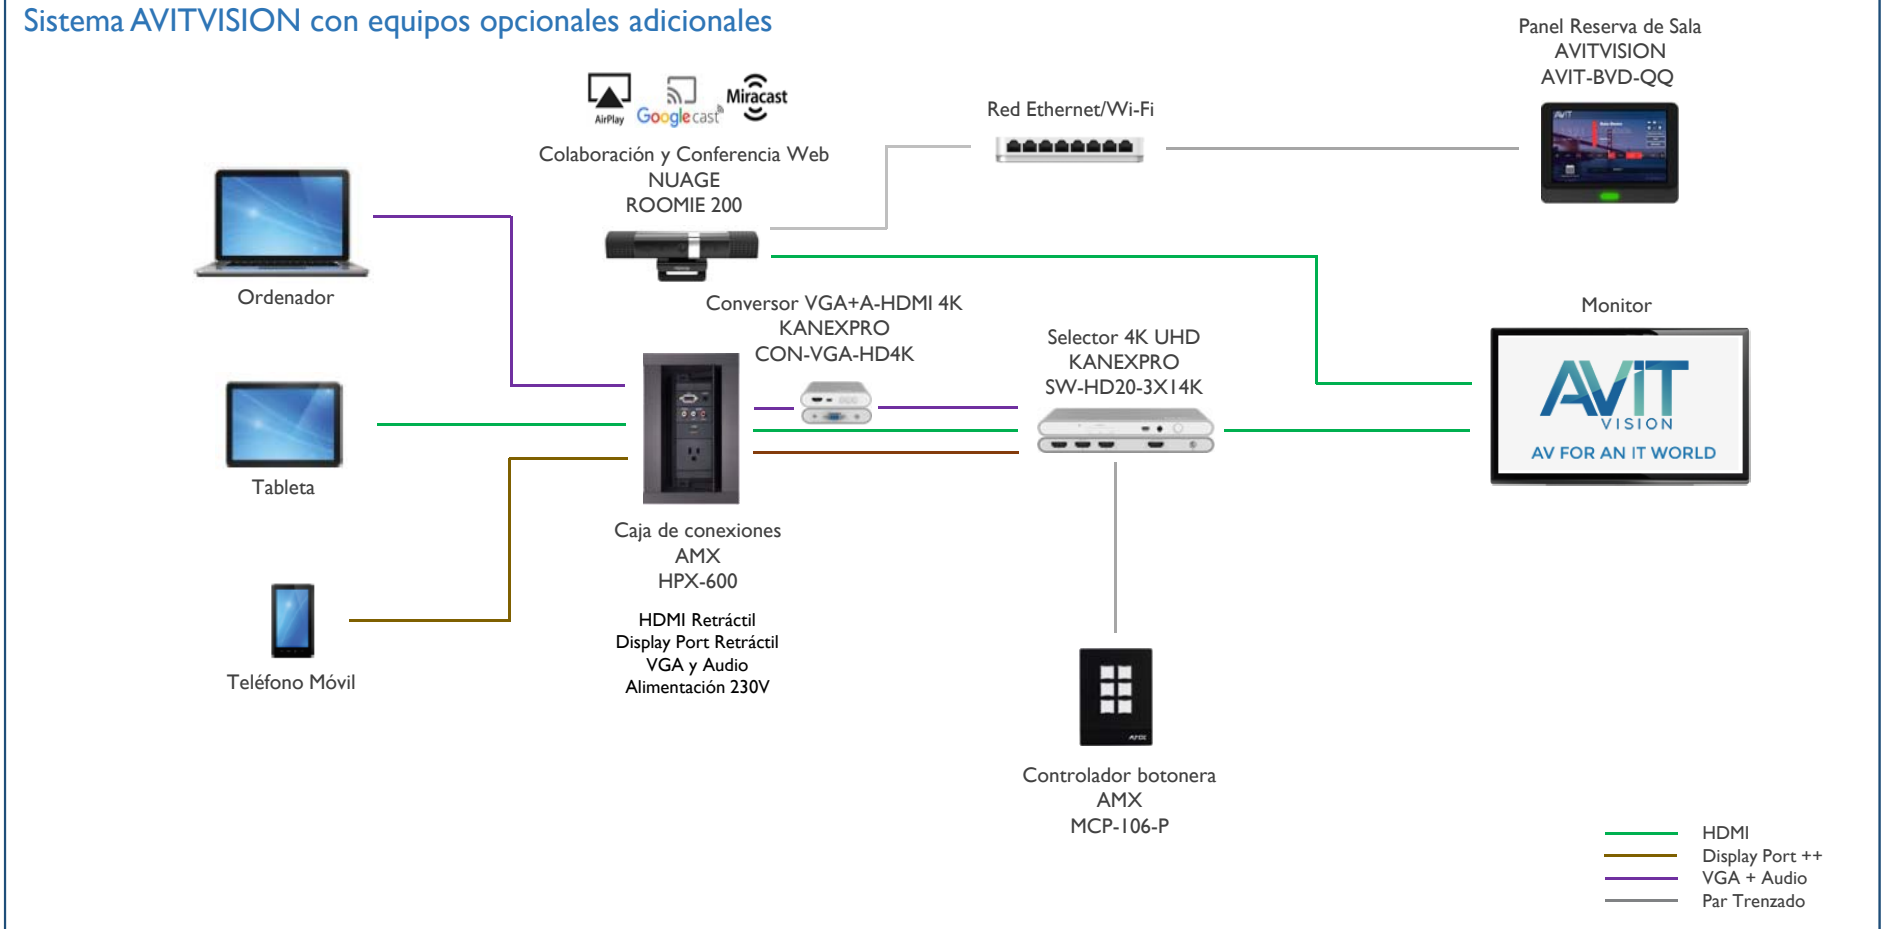 Sistema AVITVISION con equipos opcionales adicionales
Panel Reserva de Sala
AVITVISION
AVIT-BVD-QQ
AirPlay
Google cast
Miracast
Red Ethernet/Wi-Fi
Colaboración y Conferencia Web
NUAGE
ROOMIE 200
Ordenador
Conversor VGA+A-HDMI 4K
KANEXPRO
CON-VGA-HD4K
Selector 4K UHD
KANEXPRO
SW-HD20-3X14K
Monitor
AViT
VISION
AV FOR AN IT WORLD
Tableta
Caja de conexiones
AMX
HPX-600
HDMI Retráctil
Display Port Retráctil
VGA y Audio
Alimentación 230V
Teléfono Móvil
Controlador botonera
AMX
MCP-106-P
HDMI
Display Port ++
VGA + Audio
Par Trenzado